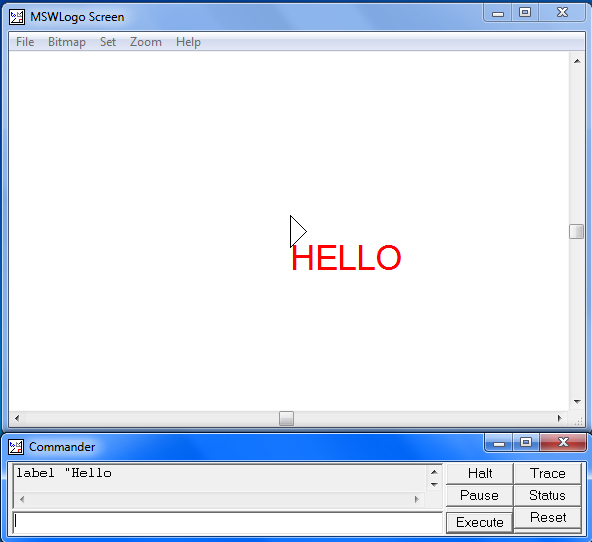 MSWLogo Screen
File Bitmap Set Zoom Help
HELLO
Commander
label "Hello
Halt Trace
Pause Status
Execute Reset